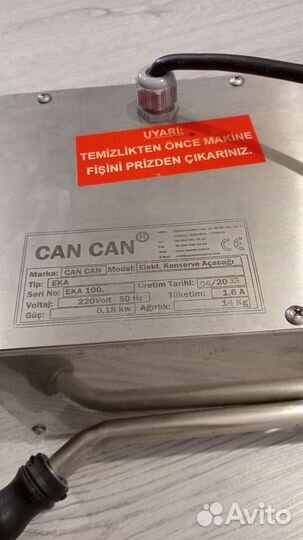 UYARI:
TEMİZLİKTEN ÖNCE MAKİNE
FİŞİNİ PRİZDEN ÇIKARINIZ.
CAN CAN®
CE
Marka: CAN CAN Model: Elekt. Konserve Açacağı
Tip: EKA Üretim Tarihi: 04/2015
Seri No: EKA 100. Tüketim: 1.6 A
Voltaj: 220Volt, 50 Hz Ağırlık: 14 Kg
Güç: 0,18 kw
Avito